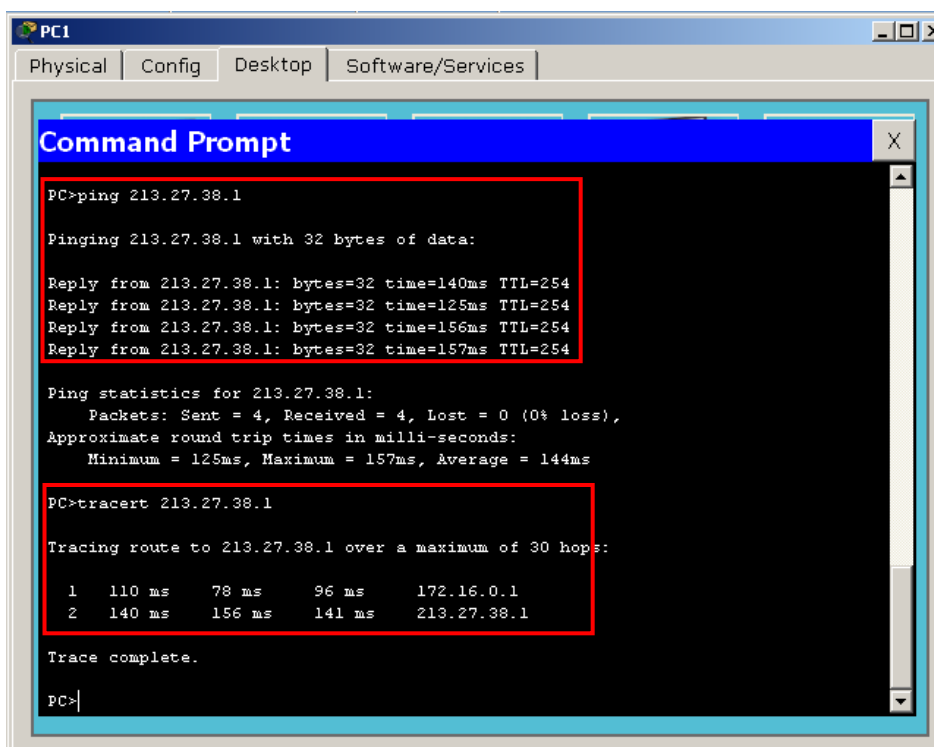 PC1
Physical Config Desktop Software/Services
Command Prompt X
PC>ping 213.27.38.1
Pinging 213.27.38.1 with 32 bytes of data:
Reply from 213.27.38.1: bytes=32 time=140ms TTL=254
Reply from 213.27.38.1: bytes=32 time=125ms TTL=254
Reply from 213.27.38.1: bytes=32 time=156ms TTL=254
Reply from 213.27.38.1: bytes=32 time=157ms TTL=254
Ping statistics for 213.27.38.1:
Packets: Sent = 4, Received = 4, Lost = 0 (0% loss),
Approximate round trip times in milli-seconds:
Minimum = 125ms, Maximum = 157ms, Average = 144ms
PC>tracert 213.27.38.1
Tracing route to 213.27.38.1 over a maximum of 30 hops:
1 110 ms 78 ms 96 ms 172.16.0.1
2 140 ms 156 ms 141 ms 213.27.38.1
Trace complete.
PC>